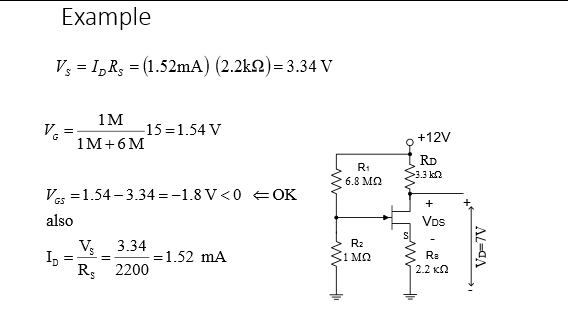 Example
V_S = I_D R_S = (1.52mA) (2.2kΩ) = 3.34 V
V_G = 1M / 1M + 6M 15 = 1.54 V
V_GS = 1.54 – 3.34 = –1.8 V < 0 ⇐ OK
also
I_D = V_S / R_S = 3.34 / 2200 = 1.52 mA
+12V
R1
6.8 MΩ
RD
3.3 kΩ
+
VDS
-
S
R2
1 MΩ
Rs
2.2 кΩ
+
VD=7V
-